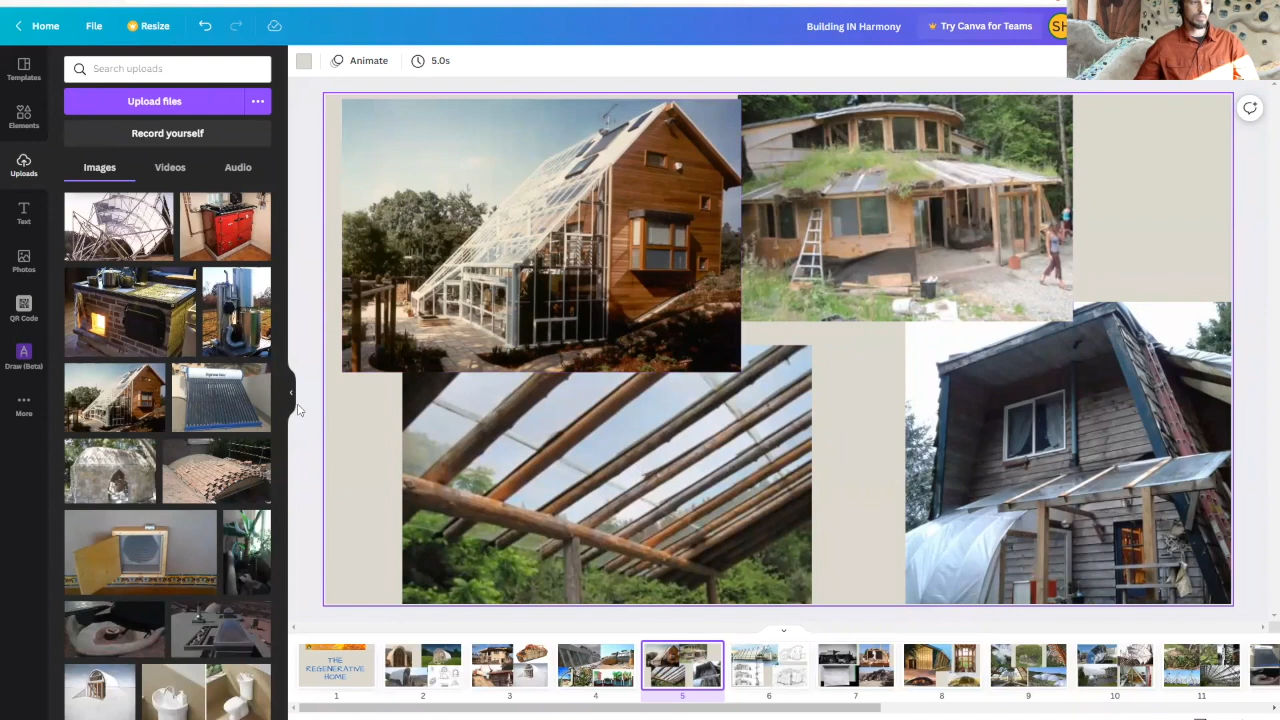 Home File Resize Building IN Harmony Try Canva for Teams SH
Animate 5.0s
Templates
Elements
Uploads
Text
Photos
QR Code
Draw (Beta)
More
Search uploads
Upload files
Record yourself
Images Videos Audio
THE
REGENERATIVE
HOME
1 2 3 4 5 6 7 8 9 10 11